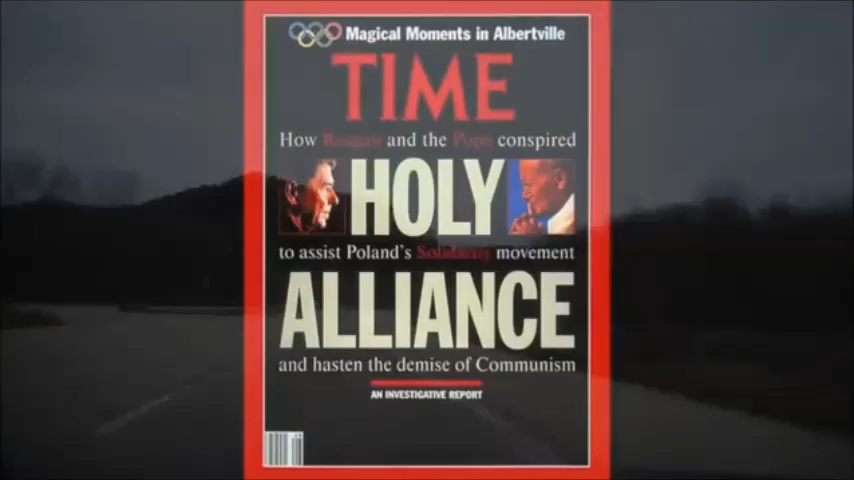 Magical Moments in Albertville
TIME
How Reagan and the Pope conspired
HOLY
to assist Poland's Solidarity movement
ALLIANCE
and hasten the demise of Communism
AN INVESTIGATIVE REPORT